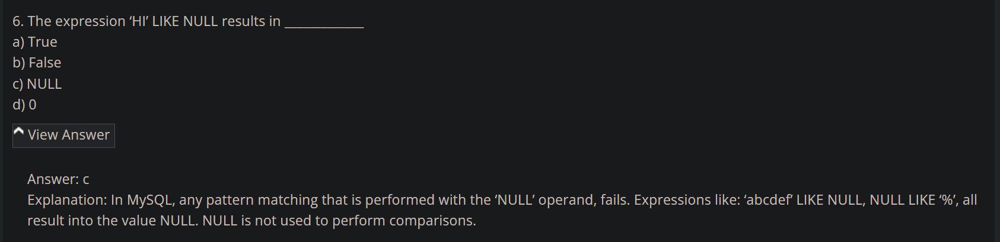 6. The expression ‘HI’ LIKE NULL results in ____________
a) True
b) False
c) NULL
d) 0
View Answer
Answer: c
Explanation: In MySQL, any pattern matching that is performed with the ‘NULL’ operand, fails. Expressions like: ‘abcdef’ LIKE NULL, NULL LIKE ‘%’, all
result into the value NULL. NULL is not used to perform comparisons.